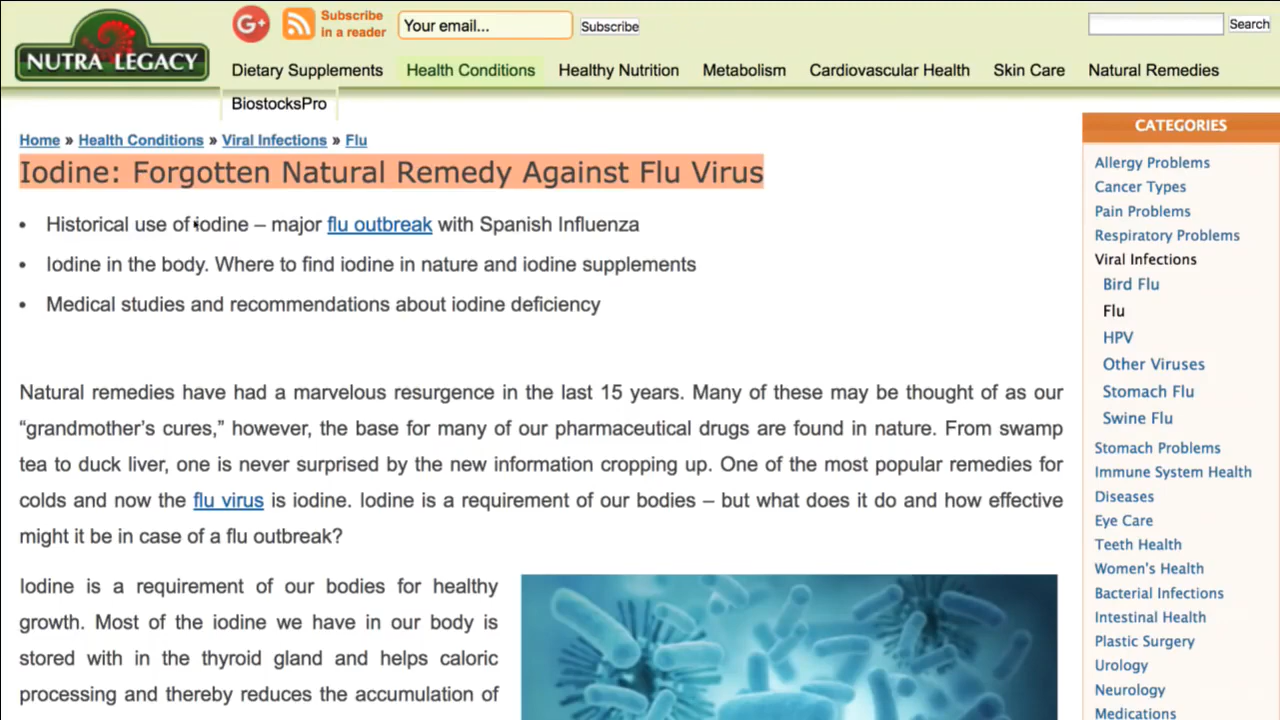 Subscribe
in a reader
Your email...
Subscribe
Search
NUTRA LEGACY
Dietary Supplements
Health Conditions
Healthy Nutrition
Metabolism
Cardiovascular Health
Skin Care
Natural Remedies
BiostocksPro
Home » Health Conditions » Viral Infections » Flu
Iodine: Forgotten Natural Remedy Against Flu Virus
• Historical use of iodine – major flu outbreak with Spanish Influenza
• Iodine in the body. Where to find iodine in nature and iodine supplements
• Medical studies and recommendations about iodine deficiency
Natural remedies have had a marvelous resurgence in the last 15 years. Many of these may be thought of as our
“grandmother’s cures,” however, the base for many of our pharmaceutical drugs are found in nature. From swamp
tea to duck liver, one is never surprised by the new information cropping up. One of the most popular remedies for
colds and now the flu virus is iodine. Iodine is a requirement of our bodies – but what does it do and how effective
might it be in case of a flu outbreak?
Iodine is a requirement of our bodies for healthy
growth. Most of the iodine we have in our body is
stored with in the thyroid gland and helps caloric
processing and thereby reduces the accumulation of
CATEGORIES
Allergy Problems
Cancer Types
Pain Problems
Respiratory Problems
Viral Infections
Bird Flu
Flu
HPV
Other Viruses
Stomach Flu
Swine Flu
Stomach Problems
Immune System Health
Diseases
Eye Care
Teeth Health
Women's Health
Bacterial Infections
Intestinal Health
Plastic Surgery
Urology
Neurology
Medications